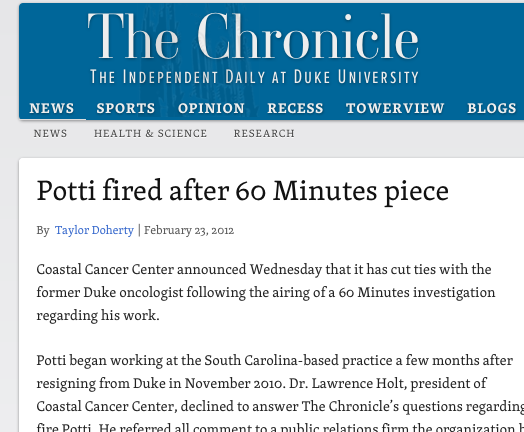 The Chronicle
The Independent Daily at Duke University
NEWS SPORTS OPINION RECESS TOWERVIEW BLOGS
NEWS HEALTH & SCIENCE RESEARCH
Potti fired after 60 Minutes piece
By Taylor Doherty | February 23, 2012
Coastal Cancer Center announced Wednesday that it has cut ties with the
former Duke oncologist following the airing of a 60 Minutes investigation
regarding his work.
Potti began working at the South Carolina-based practice a few months after
resigning from Duke in November 2010. Dr. Lawrence Holt, president of
Coastal Cancer Center, declined to answer The Chronicle’s questions regarding
fire Potti. He referred all comment to a public relations firm the organization